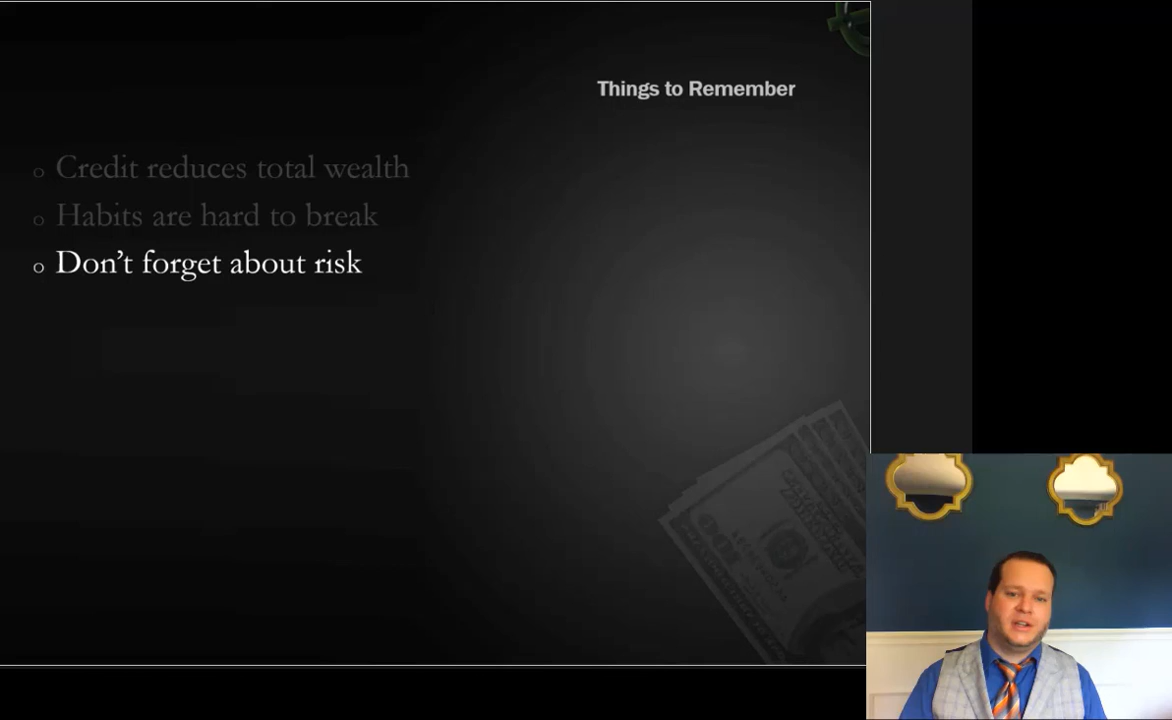 Things to Remember
o Credit reduces total wealth
o Habits are hard to break
o Don't forget about risk